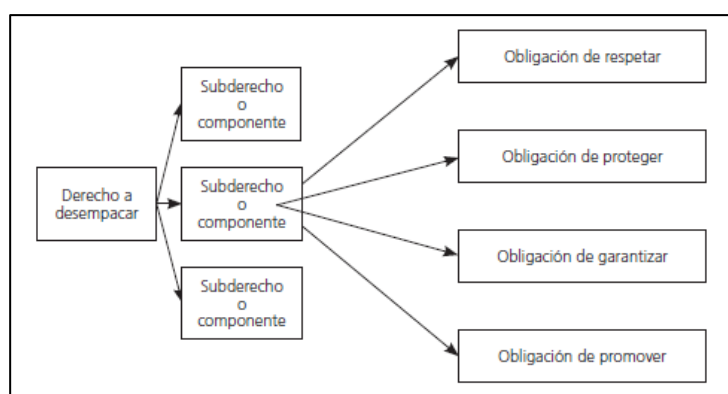 Subderecho
o
componente
Derecho a
desempacar
Subderecho
o
componente
Subderecho
o
componente
Obligación de respetar
Obligación de proteger
Obligación de garantizar
Obligación de promover